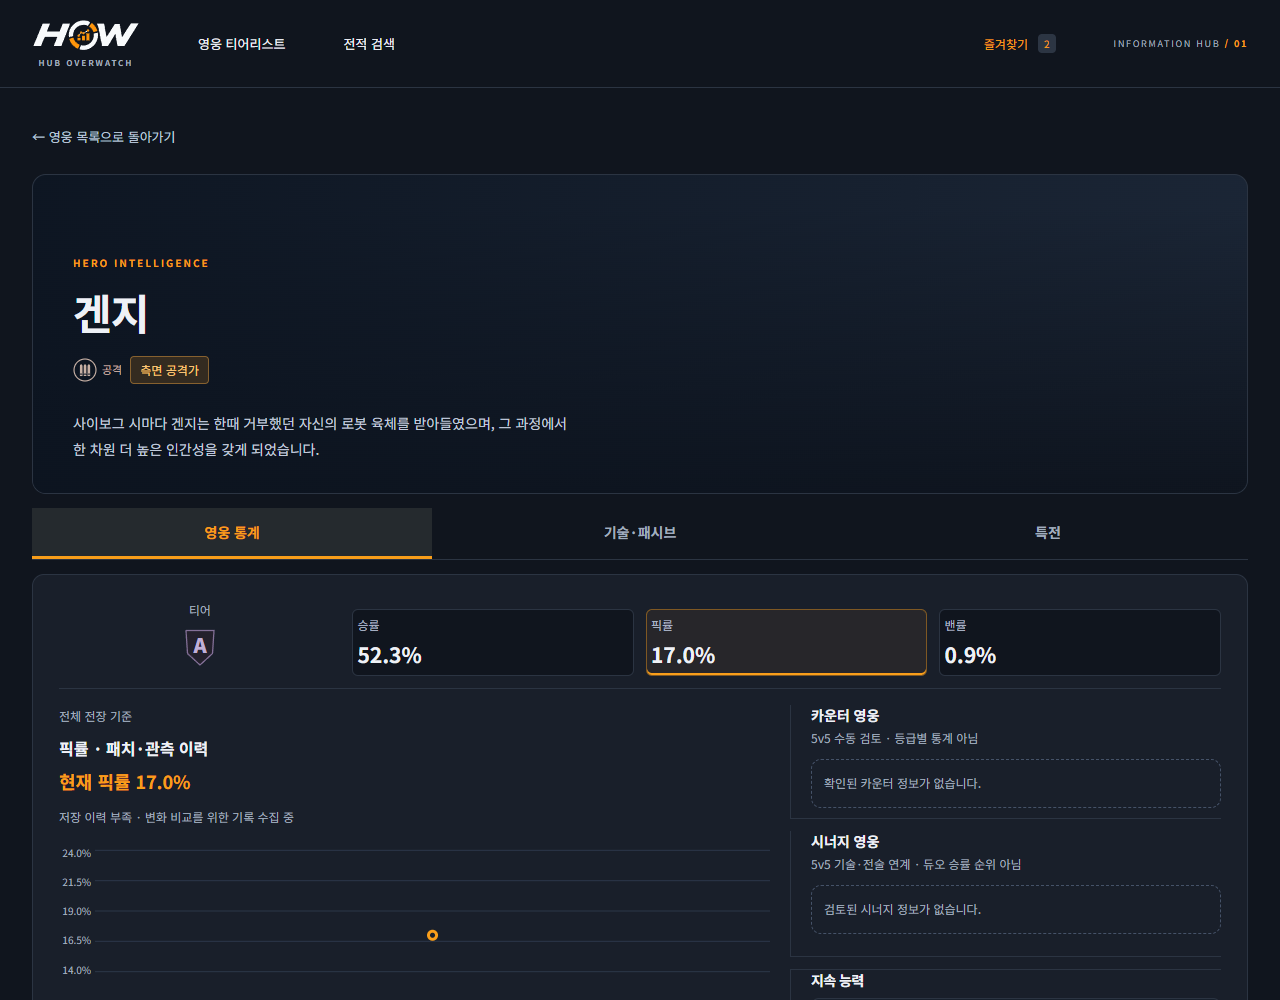 HOW
HUB OVERWATCH
영웅 티어리스트
전적 검색
즐겨찾기 2
INFORMATION HUB / 01
← 영웅 목록으로 돌아가기
HERO INTELLIGENCE
겐지
공격
측면 공격가
사이보그 시마다 겐지는 한때 거부했던 자신의 로봇 육체를 받아들였으며, 그 과정에서
한 차원 더 높은 인간성을 갖게 되었습니다.
영웅 통계
기술·패시브
특전
티어
A
승률
52.3%
픽률
17.0%
밴률
0.9%
전체 전장 기준
픽률 · 패치·관측 이력
현재 픽률 17.0%
저장 이력 부족 · 변화 비교를 위한 기록 수집 중
24.0%
21.5%
19.0%
16.5%
14.0%
카운터 영웅
5v5 수동 검토 · 등급별 통계 아님
확인된 카운터 정보가 없습니다.
시너지 영웅
5v5 기술·전술 연계 · 듀오 승률 순위 아님
검토된 시너지 정보가 없습니다.
지속 능력